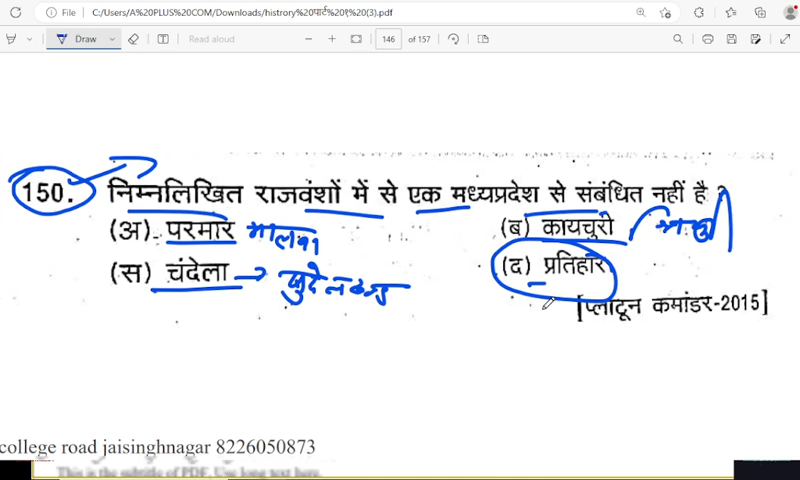 File
C:/Users/A%20PLUS%20COM/Downloads/histrory%20पार्ट%20१%20(3).pdf
Draw
Read aloud
146 of 157
150. निम्नलिखित राजवंशों में से एक मध्यप्रदेश से संबंधित नहीं है ?
(अ) परमार मालवा (ब) कायचुरी
(स) चंदेला → बुंदेलखण्ड (द) प्रतिहार
[प्लाटून कमांडर-2015]
college road jaisinghnagar 8226050873
This is the subtitle of PDF, Use long text here.